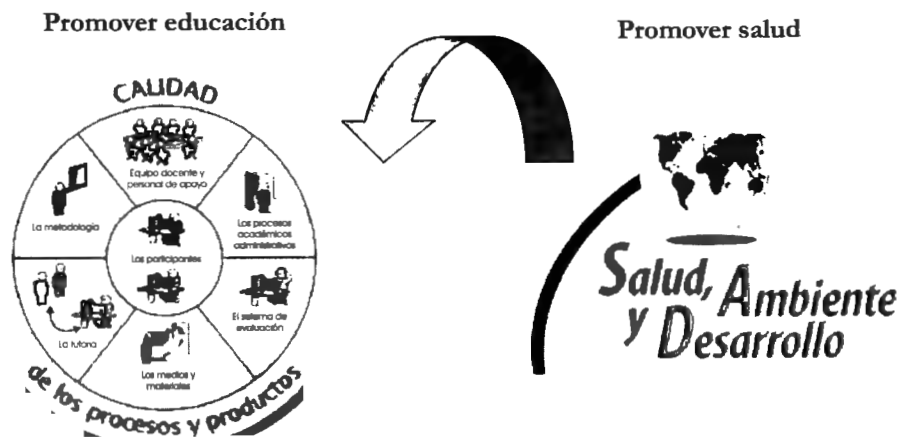 Promover educación
Promover salud
CALIDAD
Equipo docente y
personal de apoyo
La metodología
Los procesos
académicos
administrativos
Los participantes
La tutoría
El sistema de
evaluación
Los medios y
materiales
de los procesos y productos
Salud, Ambiente
y Desarrollo